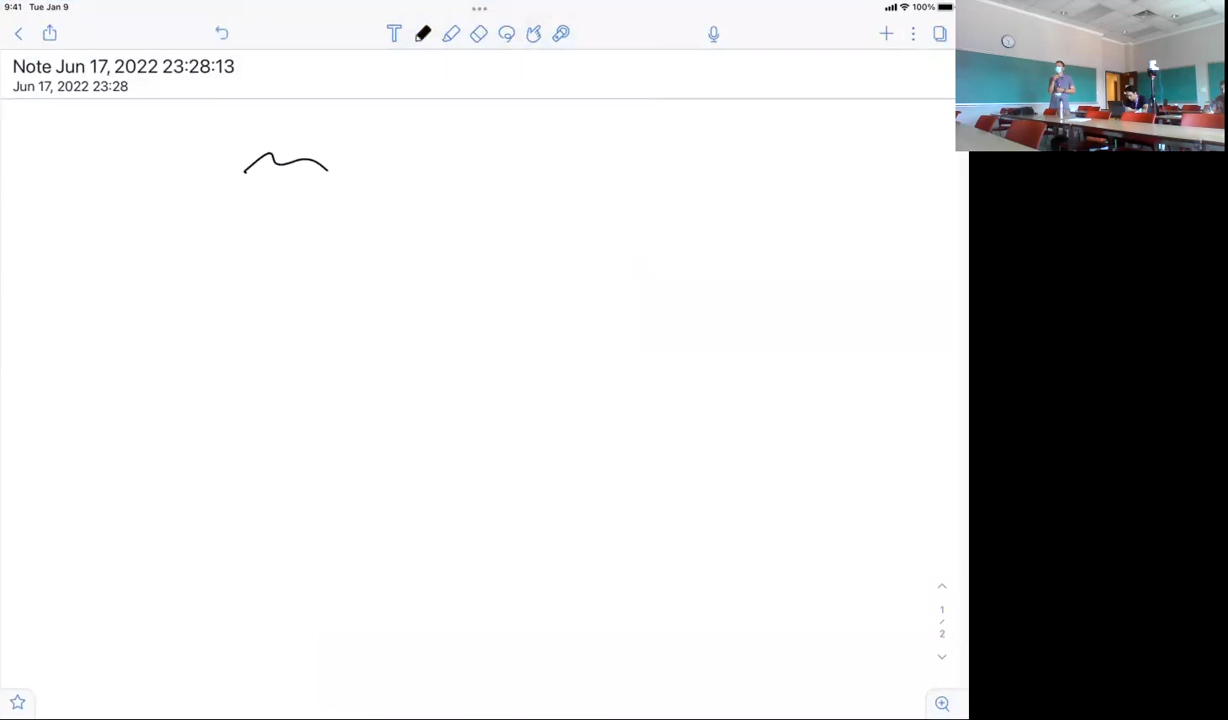 9:41 Tue Jan 9
100%
T
Note Jun 17, 2022 23:28:13
Jun 17, 2022 23:28
1
/
2